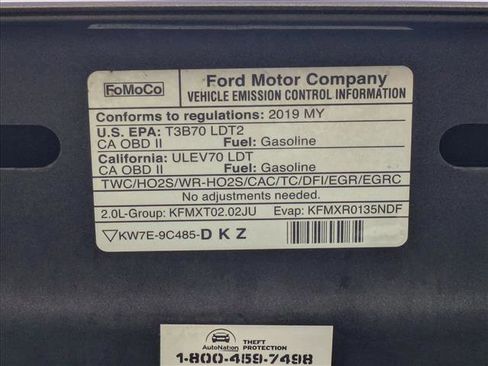 FoMoCo
Ford Motor Company
VEHICLE EMISSION CONTROL INFORMATION
Conforms to regulations: 2019 MY
U.S. EPA: T3B70 LDT2
CA OBD II Fuel: Gasoline
California: ULEV70 LDT
CA OBD II Fuel: Gasoline
TWC/HO2S/WR-HO2S/CAC/TC/DFI/EGR/EGRC
No adjustments needed.
2.0L-Group: KFMXT02.02JU Evap: KFMXR0135NDF
KW7E-9C485-DKZ
AutoNation
THEFT
PROTECTION
1-800-459-7498